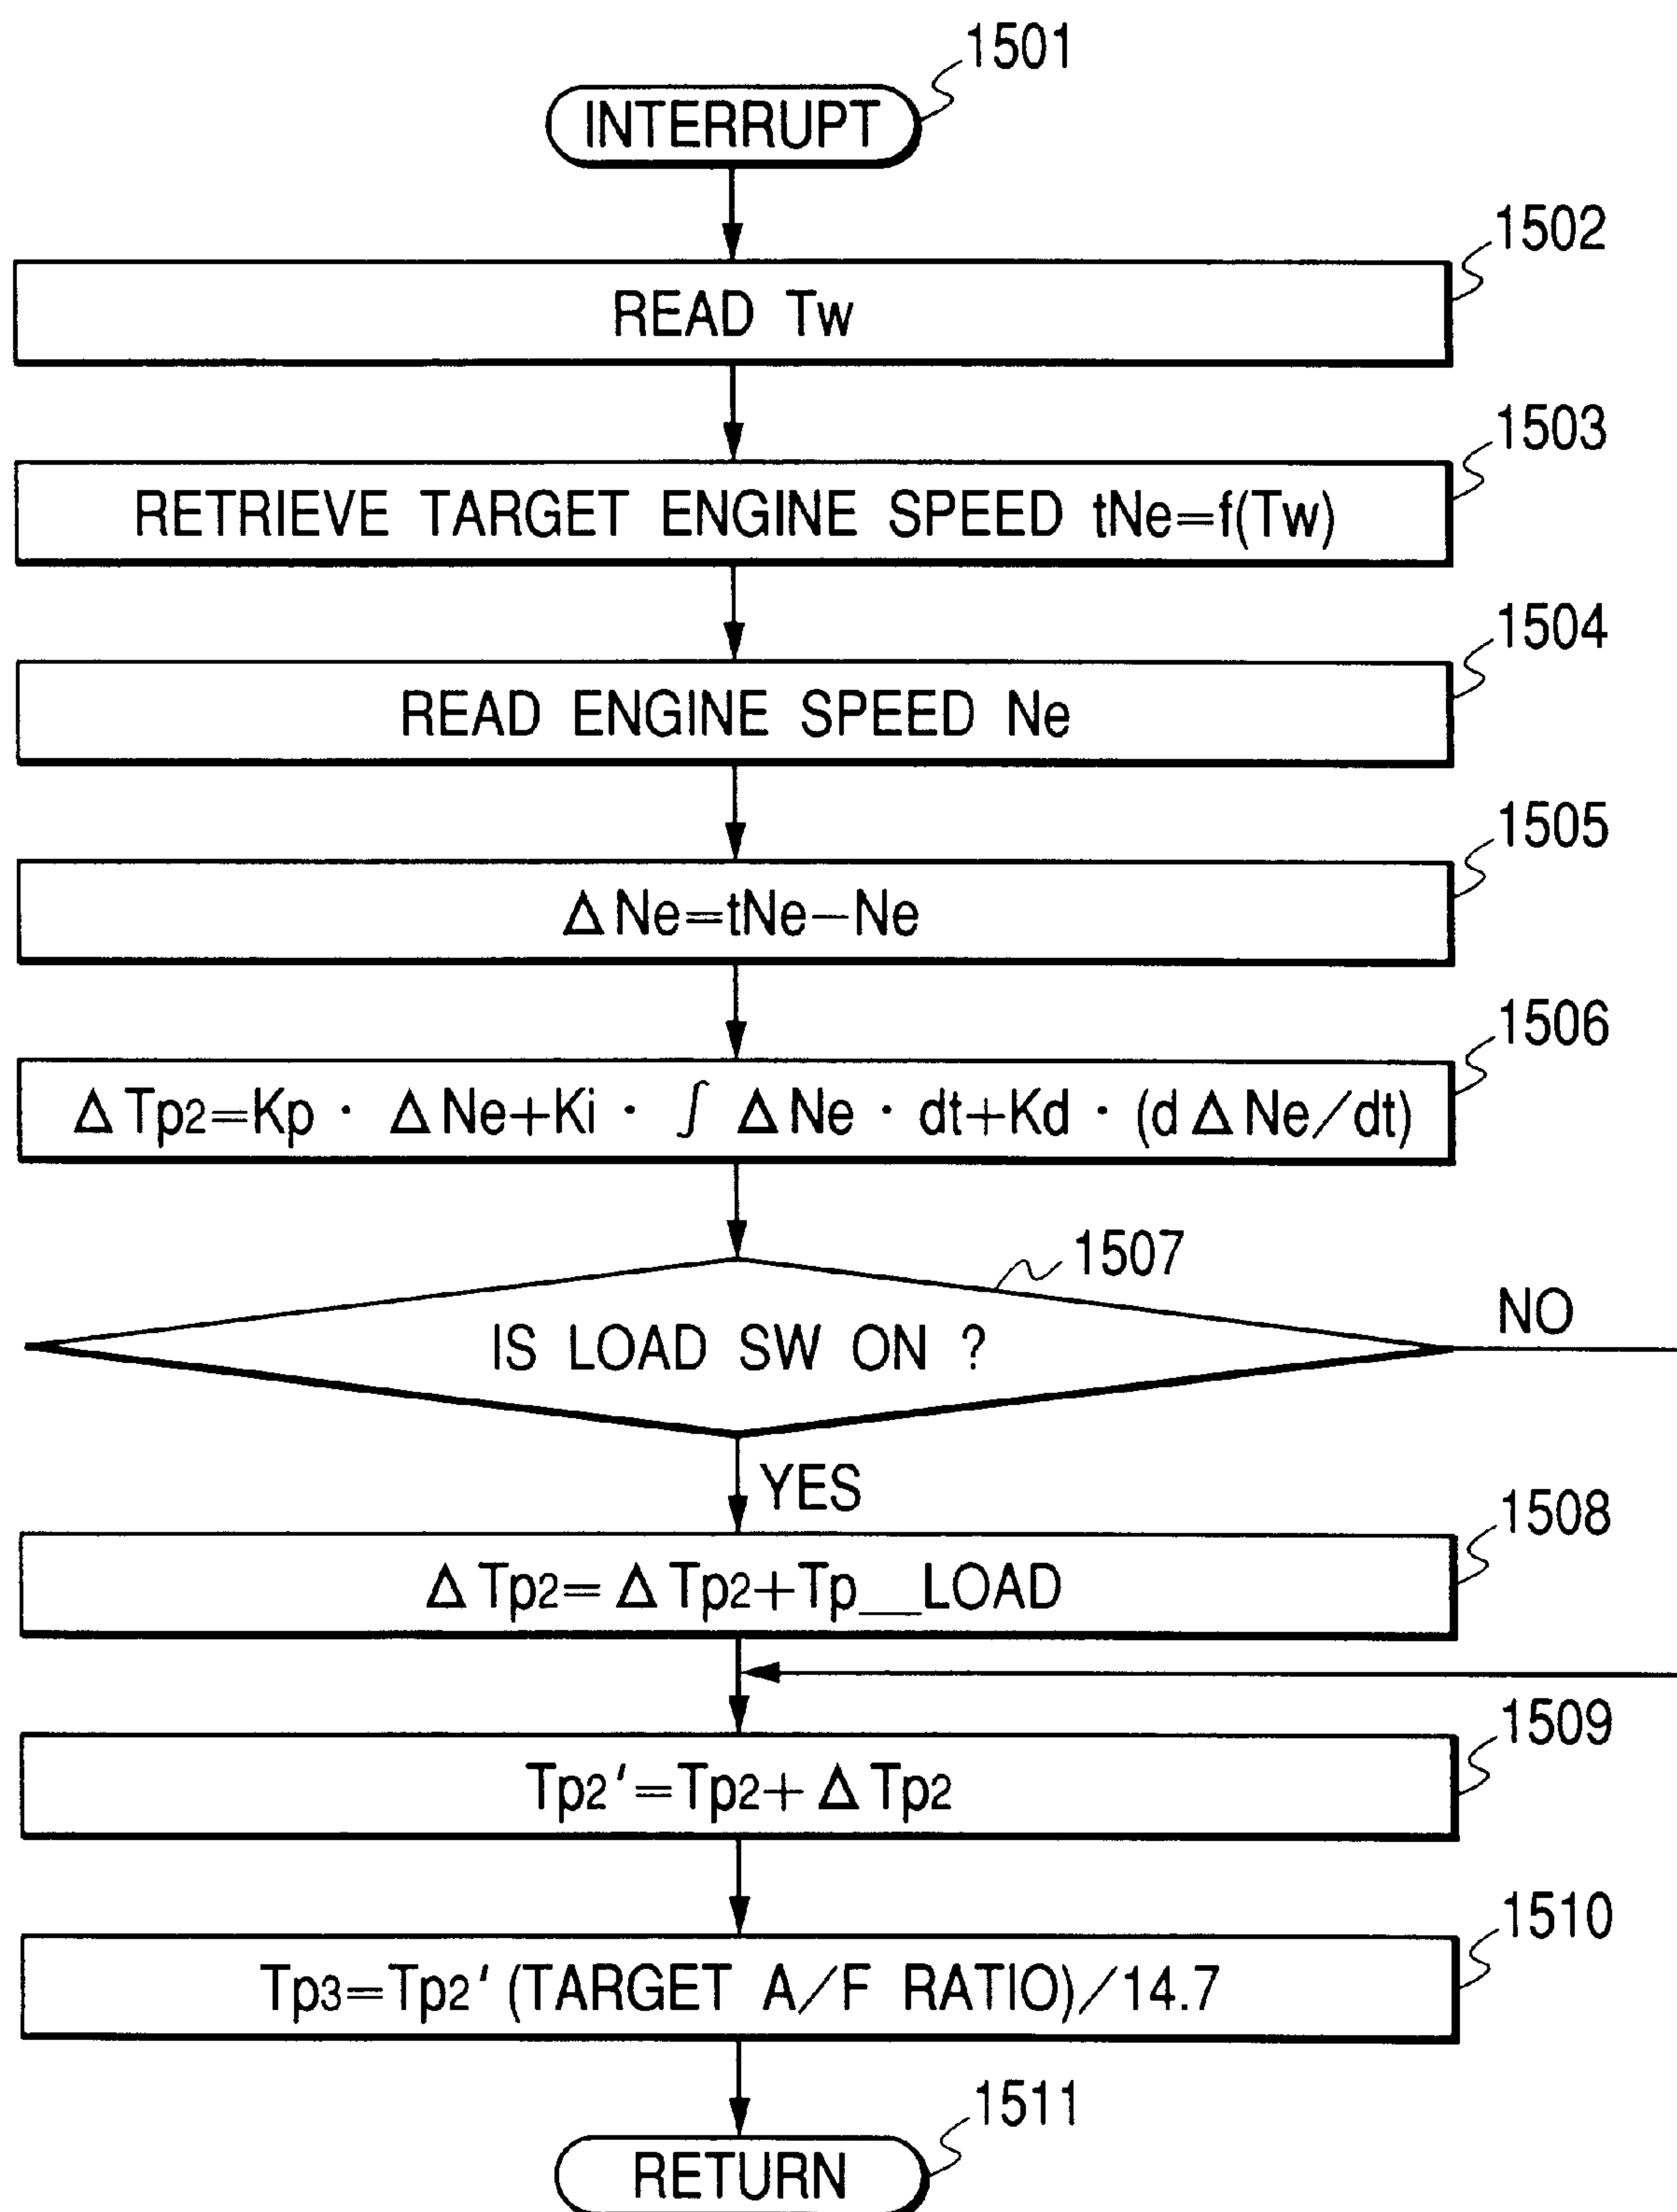 1501
INTERRUPT
1502
READ Tw
1503
RETRIEVE TARGET ENGINE SPEED tNe=f(Tw)
1504
READ ENGINE SPEED Ne
1505
ΔNe=tNe−Ne
1506
ΔTp2=Kp · ΔNe+Ki · ∫ ΔNe · dt+Kd · (dΔNe/dt)
1507
IS LOAD SW ON ?
NO
YES
1508
ΔTp2=ΔTp2+Tp__LOAD
1509
Tp2'=Tp2+ΔTp2
1510
Tp3=Tp2'(TARGET A/F RATIO)/14.7
1511
RETURN